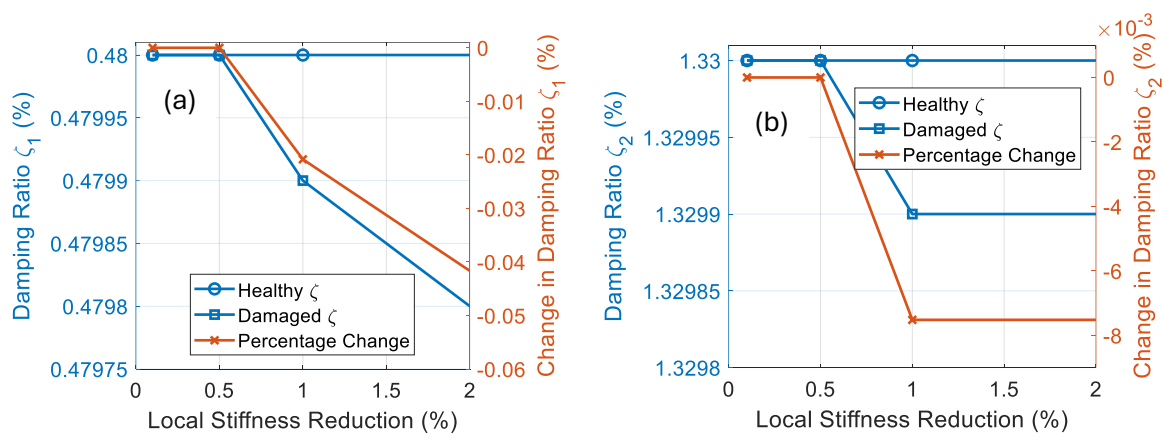 (a)
Damping Ratio ζ1 (%)
0.48
0.47995
0.4799
0.47985
0.4798
0.47975
0
-0.01
-0.02
-0.03
-0.04
-0.05
-0.06
Change in Damping Ratio ζ1 (%)
Healthy ζ
Damaged ζ
Percentage Change
0 0.5 1 1.5 2
Local Stiffness Reduction (%)
(b)
Damping Ratio ζ2 (%)
1.33
1.32995
1.3299
1.32985
1.3298
×10-3
0
-2
-4
-6
-8
Change in Damping Ratio ζ2 (%)
Healthy ζ
Damaged ζ
Percentage Change
0 0.5 1 1.5 2
Local Stiffness Reduction (%)